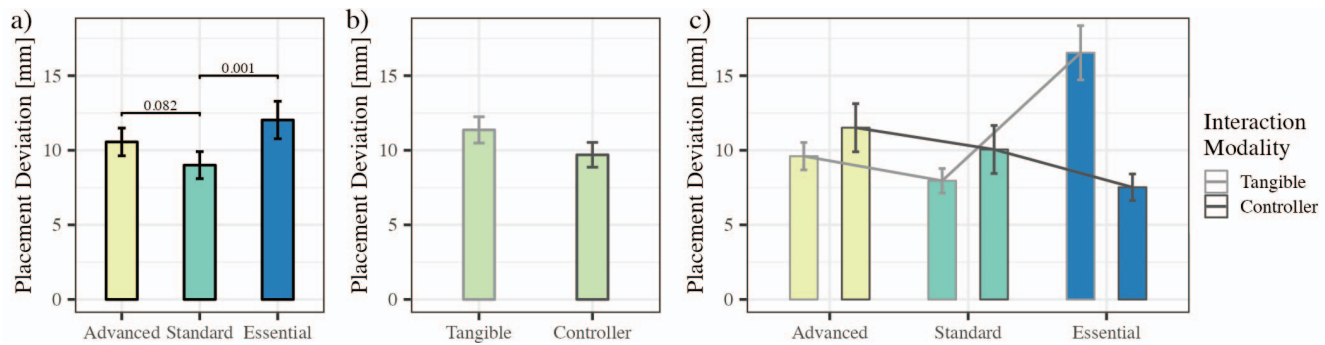 a)
Placement Deviation [mm]
15
10
5
0
0.082
0.001
Advanced Standard Essential
b)
Placement Deviation [mm]
15
10
5
0
Tangible Controller
c)
Placement Deviation [mm]
15
10
5
0
Advanced Standard Essential
Interaction
Modality
Tangible
Controller